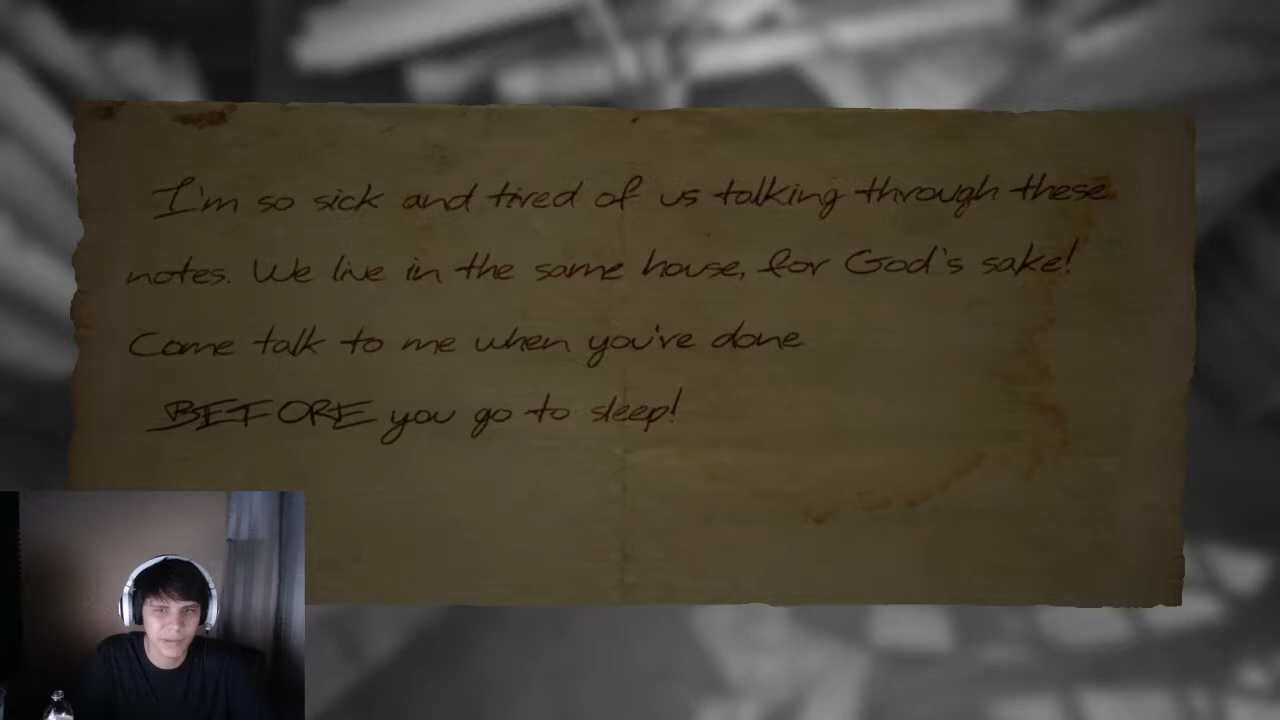 I'm so sick and tired of us talking through these
notes. We live in the same house, for God's sake!
Come talk to me when you've done
BEFORE you go to sleep!